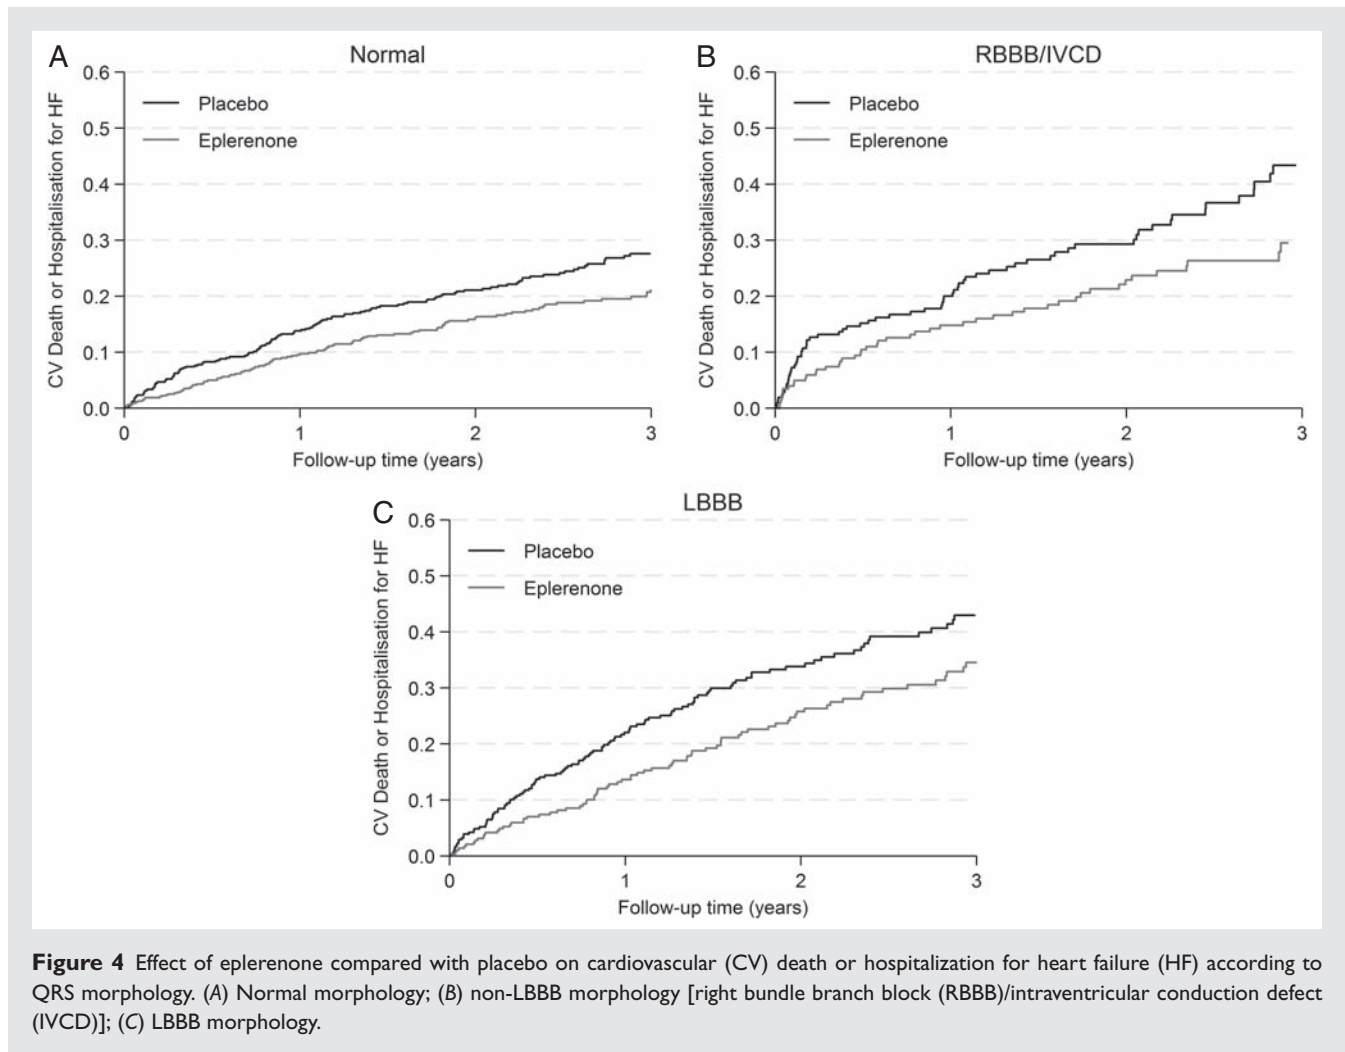 A
Normal
CV Death or Hospitalisation for HF
0.6
0.5
0.4
0.3
0.2
0.1
0.0
Placebo
Eplerenone
0 1 2 3
Follow-up time (years)
B
RBBB/IVCD
CV Death or Hospitalisation for HF
0.6
0.5
0.4
0.3
0.2
0.1
0.0
Placebo
Eplerenone
0 1 2 3
Follow-up time (years)
C
LBBB
CV Death or Hospitalisation for HF
0.6
0.5
0.4
0.3
0.2
0.1
0.0
Placebo
Eplerenone
0 1 2 3
Follow-up time (years)
Figure 4 Effect of eplerenone compared with placebo on cardiovascular (CV) death or hospitalization for heart failure (HF) according to
QRS morphology. (A) Normal morphology; (B) non-LBBB morphology [right bundle branch block (RBBB)/intraventricular conduction defect
(IVCD)]; (C) LBBB morphology.